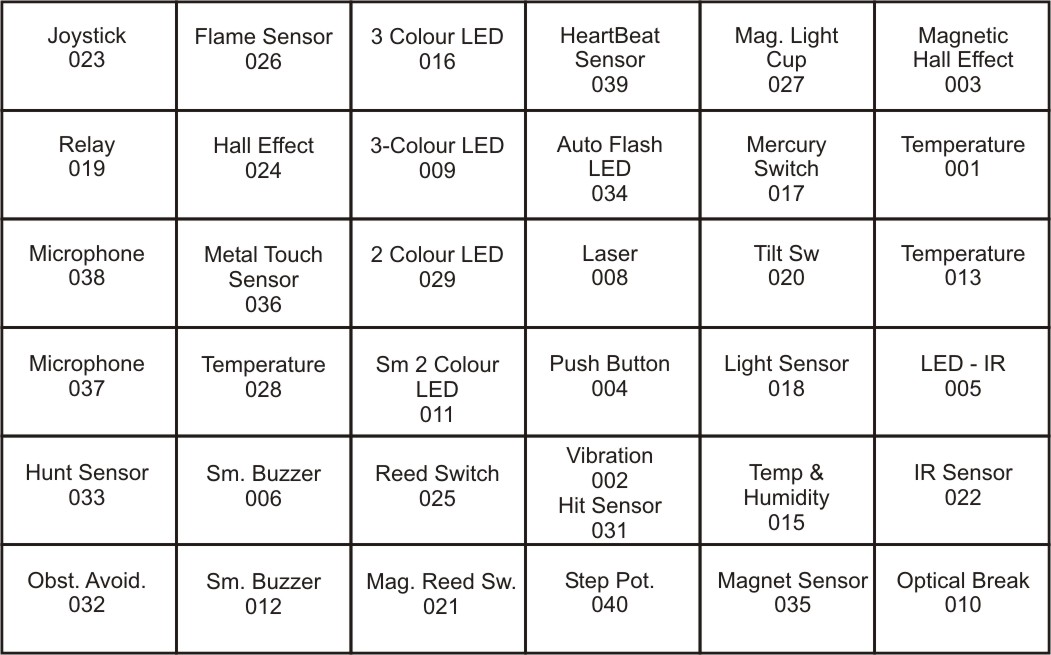 Joystick
023
Flame Sensor
026
3 Colour LED
016
HeartBeat
Sensor
039
Mag. Light
Cup
027
Magnetic
Hall Effect
003
Relay
019
Hall Effect
024
3-Colour LED
009
Auto Flash
LED
034
Mercury
Switch
017
Temperature
001
Microphone
038
Metal Touch
Sensor
036
2 Colour LED
029
Laser
008
Tilt Sw
020
Temperature
013
Microphone
037
Temperature
028
Sm 2 Colour
LED
011
Push Button
004
Light Sensor
018
LED - IR
005
Hunt Sensor
033
Sm. Buzzer
006
Reed Switch
025
Vibration
002
Hit Sensor
031
Temp &
Humidity
015
IR Sensor
022
Obst. Avoid.
032
Sm. Buzzer
012
Mag. Reed Sw.
021
Step Pot.
040
Magnet Sensor
035
Optical Break
010